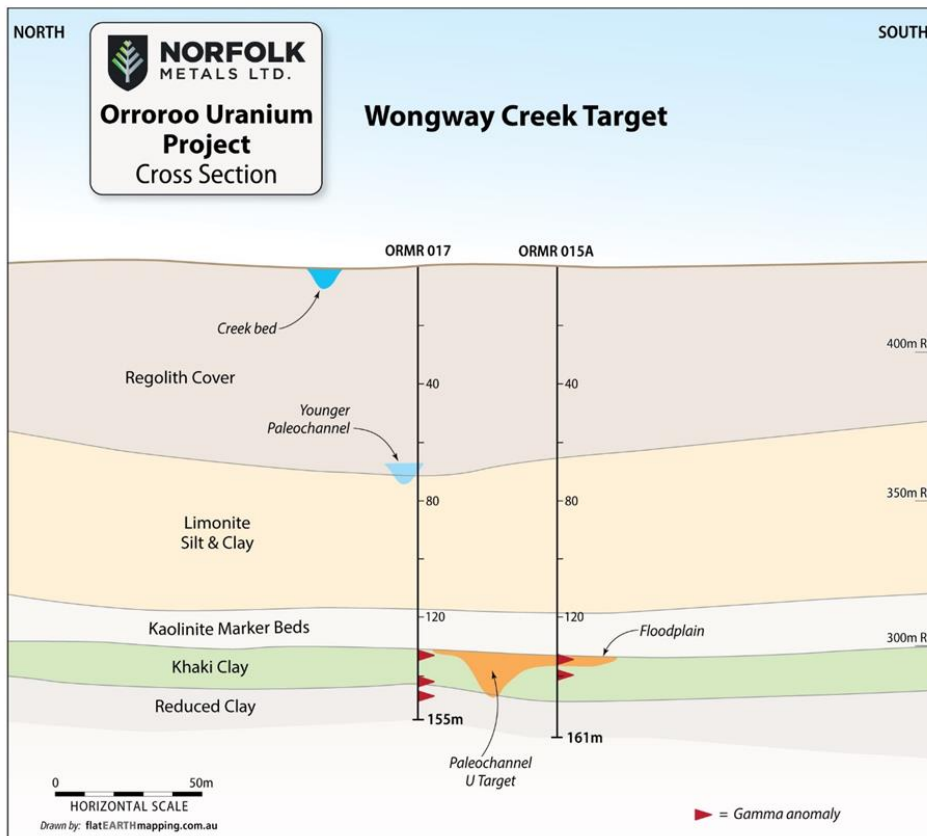 NORTH
SOUTH
NORFOLK
METALS LTD.
Orroroo Uranium
Project
Cross Section
Wongway Creek Target
ORMR 017
ORMR 015A
Creek bed
400m R
Regolith Cover
40
40
Younger
Paleochannel
80
80
350m R
Limonite
Silt & Clay
120
120
Kaolinite Marker Beds
Floodplain
300m R
Khaki Clay
Reduced Clay
155m
161m
Paleochannel
U Target
0
50m
HORIZONTAL SCALE
Drawn by: flatEARTHmapping.com.au
= Gamma anomaly